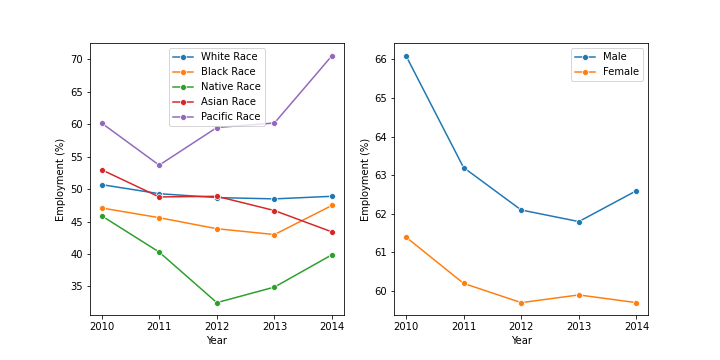 70
65
60
55
50
45
40
35
Employment (%)
White Race
Black Race
Native Race
Asian Race
Pacific Race
2010 2011 2012 2013 2014
Year
66
65
64
63
62
61
60
Employment (%)
Male
Female
2010 2011 2012 2013 2014
Year